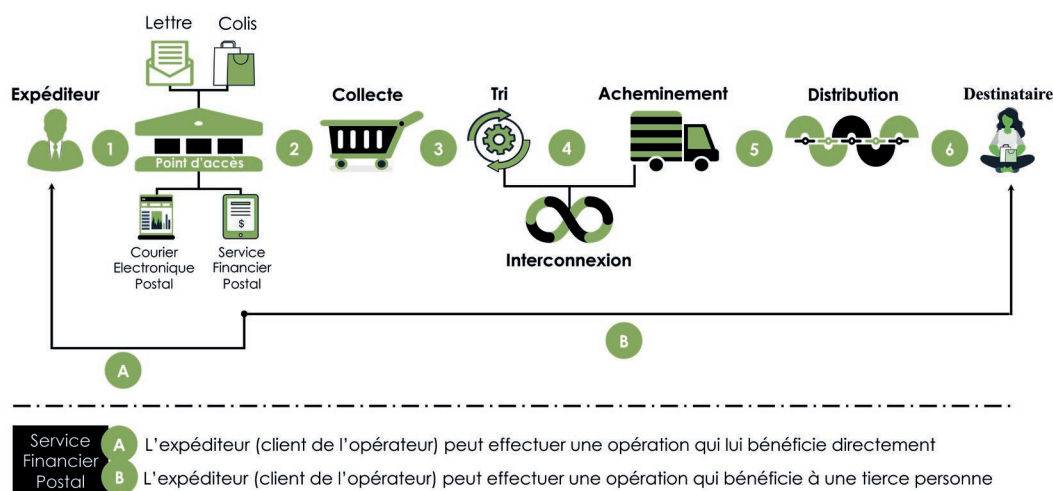 Lettre
Colis
Expéditeur
Collecte
Tri
Acheminement
Distribution
Destinataire
1
Point d'accès
2
3
4
5
6
Courier
Electronique
Postal
Service
Financier
Postal
$
Interconnexion
A
B
Service
Financier
Postal
A L'expéditeur (client de l'opérateur) peut effectuer une opération qui lui bénéficie directement
B L'expéditeur (client de l'opérateur) peut effectuer une opération qui bénéficie à une tierce personne